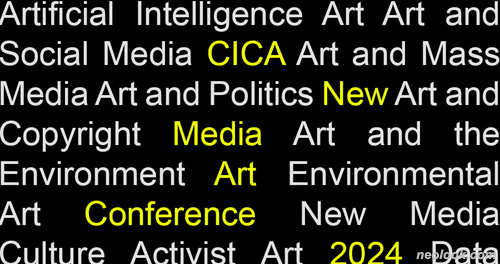 Artificial Intelligence Art Art and
Social Media CICA Art and Mass
Media Art and Politics New Art and
Copyright Media Art and the
Environment Art Environmental
Art Conference New Media
Culture Activist Art 2024 Data
neolook.com